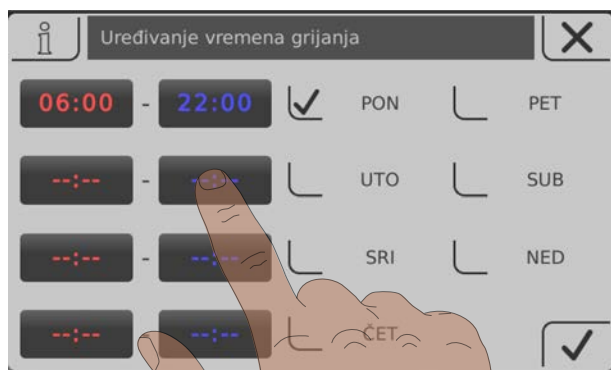 Uređivanje vremena grijanja
06:00 - 22:00 PON PET
--:-- - --:-- UTO SUB
--:-- - --:-- SRI NED
--:-- - --:-- ČET